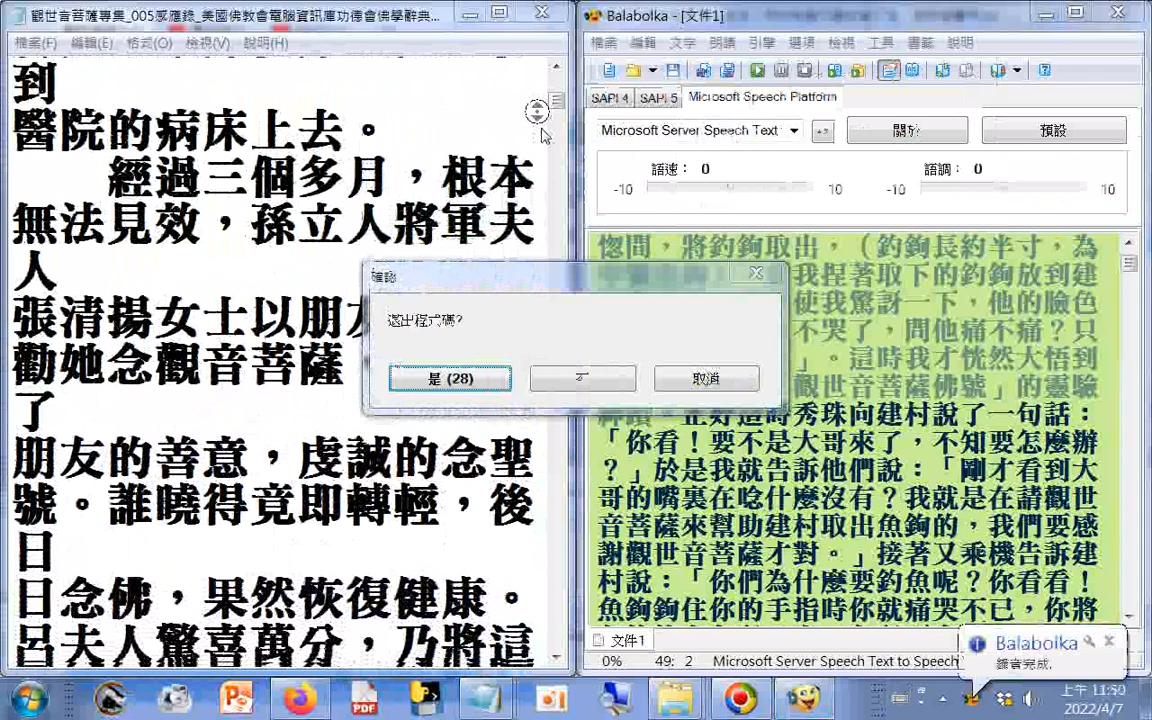 觀世音菩薩專集_005感應錄_美國佛教會電腦資訊庫功德會佛學辭典...
檔案(F) 編輯(E) 格式(O) 檢視(V) 說明(H)
到
醫院的病床上去。
經過三個多月，根本
無法見效，孫立人將軍夫
人
張清揚女士以朋友
勸她念觀音菩薩
了
朋友的善意，虔誠的念聖
號。誰曉得竟即轉輕，後
日
日念佛，果然恢復健康。
呂夫人驚喜萬分，乃將這
Balabolka - [文件1]
檔案 編輯 文字 朗讀 引擎 選項 檢視 工具 書籤 說明
SAPI 4 SAPI 5 Microsoft Speech Platform
Microsoft Server Speech Text 關於 預設
語速： 0 語調： 0
-10 10 -10 10
惚間，將釣鉤取出，（釣鉤長約半寸，為
我捏著取下的釣鉤放到建
使我驚訝一下，他的臉色
不哭了，問他痛不痛？只
」。這時我才恍然大悟到
觀世音菩薩佛號」的靈驗
正好這時秀珠向建村說了一句話：
「你看！要不是大哥來了，不知要怎麼辦
？」於是我就告訴他們說：「剛才看到大
哥的嘴裏在唸什麼沒有？我就是在請觀世
音菩薩來幫助建村取出魚鉤的，我們要感
謝觀世音菩薩才對。」接著又乘機告訴建
村說：「你們為什麼要釣魚呢？你看看！
魚鉤鉤住你的手指時你就痛哭不已，你將
確認
退出程式碼?
是 (28) 否 取消
文件1
0% 49: 2 Microsoft Server Speech Text to Speech
Balabolka
錄音完成.
上午 11:50
2022/4/7